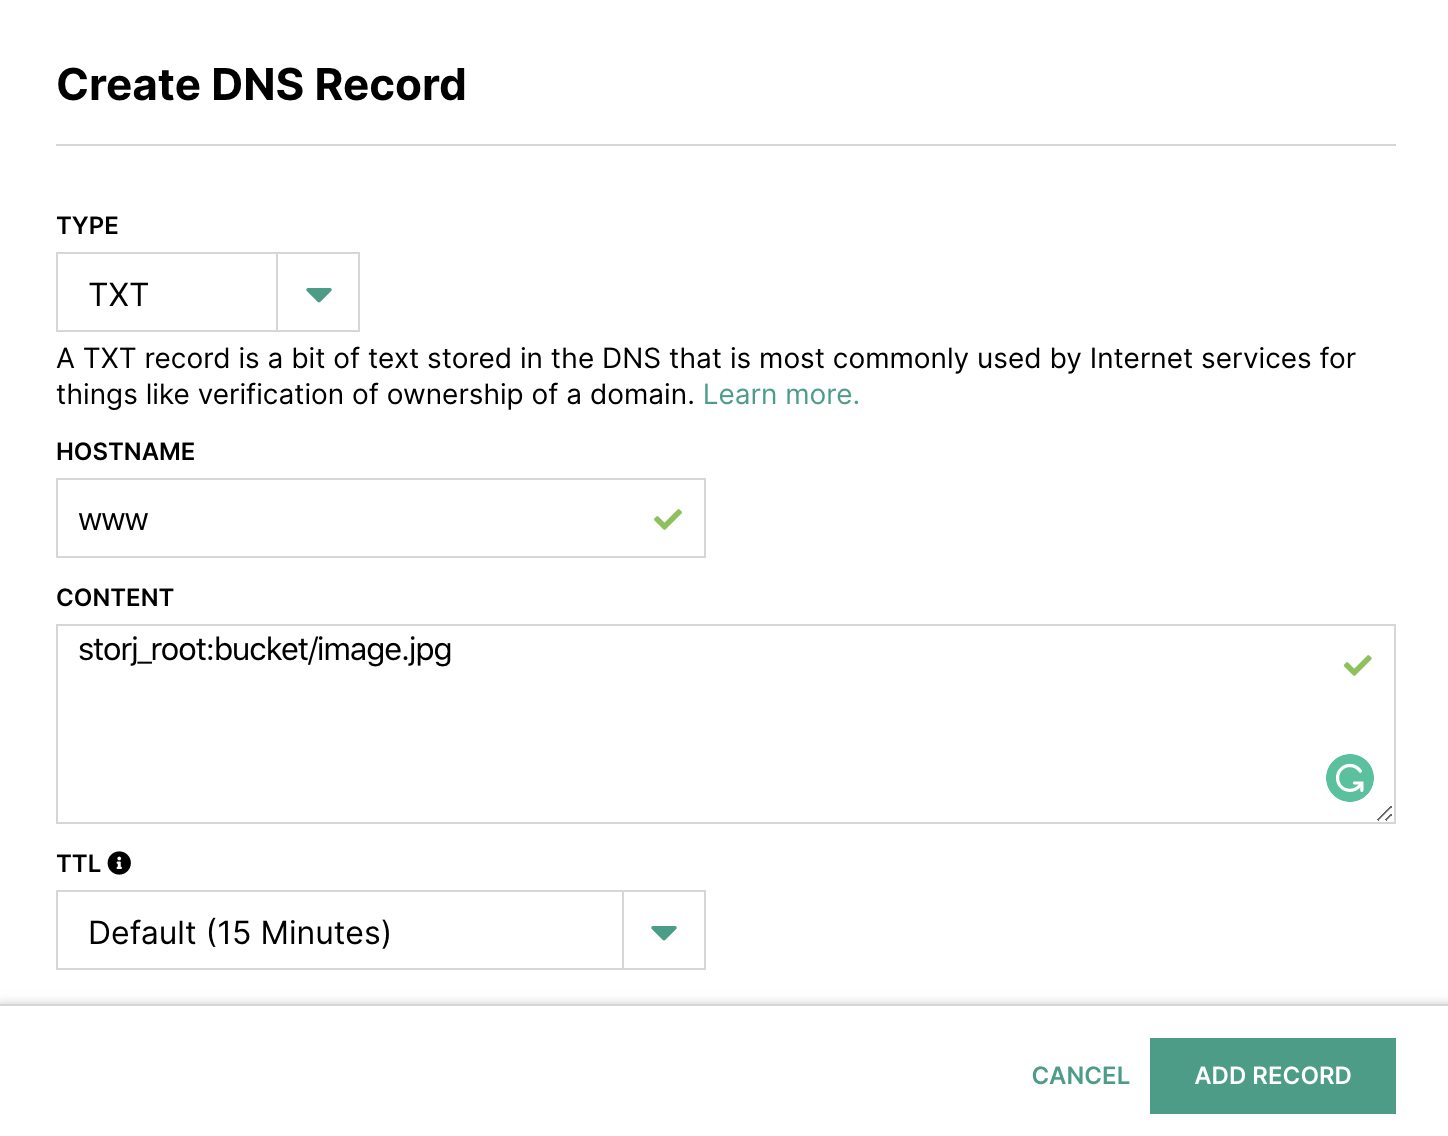 Create DNS Record
TYPE
TXT
A TXT record is a bit of text stored in the DNS that is most commonly used by Internet services for
things like verification of ownership of a domain. Learn more.
HOSTNAME
www
CONTENT
storj_root:bucket/image.jpg
TTL
Default (15 Minutes)
CANCEL
ADD RECORD